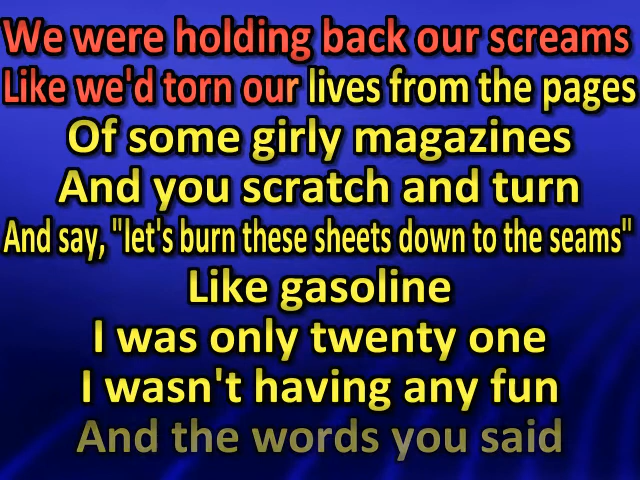 We were holding back our screams
Like we'd torn our lives from the pages
Of some girly magazines
And you scratch and turn
And say, "let's burn these sheets down to the seams"
Like gasoline
I was only twenty one
I wasn't having any fun
And the words you said